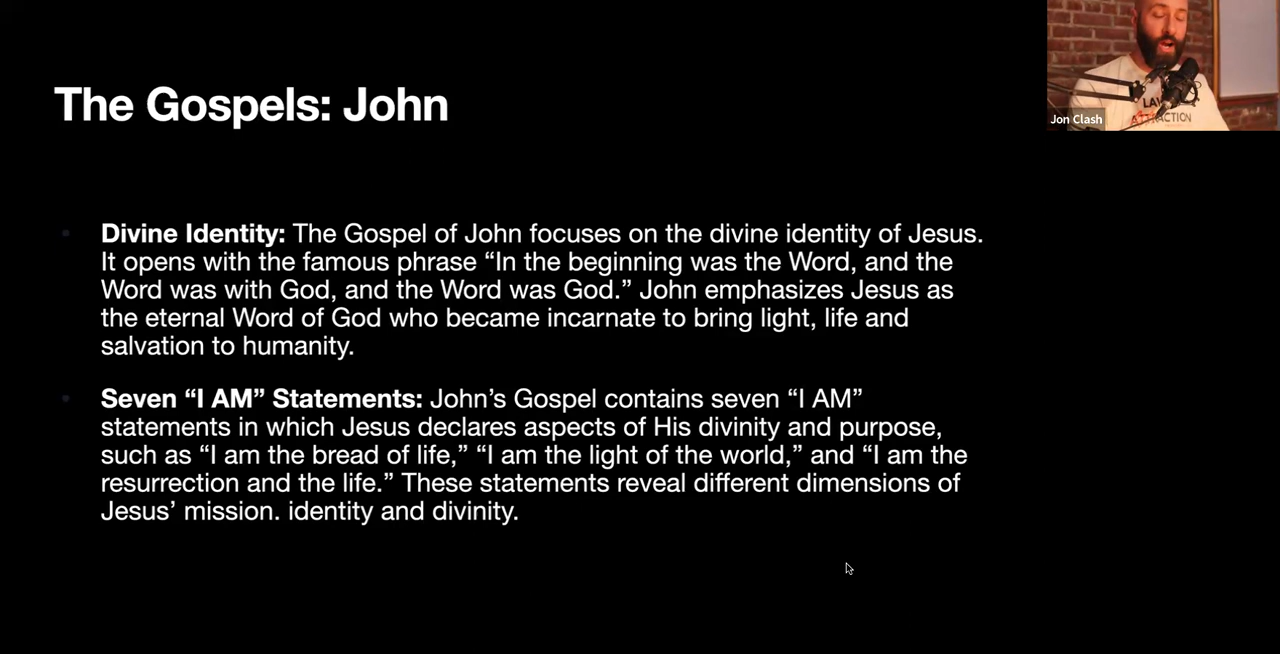 The Gospels: John
Jon Clash
Divine Identity: The Gospel of John focuses on the divine identity of Jesus.
It opens with the famous phrase “In the beginning was the Word, and the
Word was with God, and the Word was God.” John emphasizes Jesus as
the eternal Word of God who became incarnate to bring light, life and
salvation to humanity.
Seven “I AM” Statements: John’s Gospel contains seven “I AM”
statements in which Jesus declares aspects of His divinity and purpose,
such as “I am the bread of life,” “I am the light of the world,” and “I am the
resurrection and the life.” These statements reveal different dimensions of
Jesus’ mission. identity and divinity.